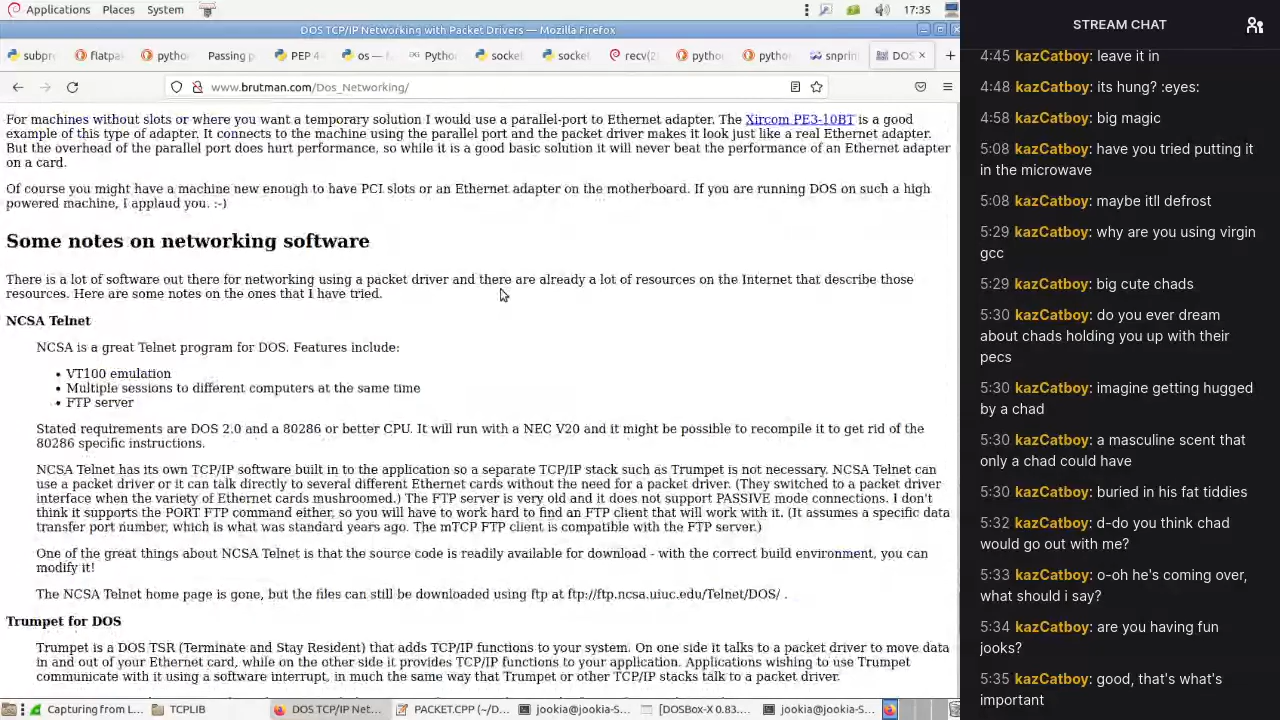 Applications Places System 17:35
DOS TCP/IP Networking with Packet Drivers — Mozilla Firefox
subpr flatpa python Passing p PEP 4 os — Pytho socket socke recv(2 pytho pytho snprin DOS
www.brutman.com/Dos_Networking/
For machines without slots or where you want a temporary solution I would use a parallel-port to Ethernet adapter. The Xircom PE3-10BT is a good
example of this type of adapter. It connects to the machine using the parallel port and the packet driver makes it look just like a real Ethernet adapter.
But the overhead of the parallel port does hurt performance, so while it is a good basic solution it will never beat the performance of an Ethernet adapter
on a card.
Of course you might have a machine new enough to have PCI slots or an Ethernet adapter on the motherboard. If you are running DOS on such a high
powered machine, I applaud you. :-)
Some notes on networking software
There is a lot of software out there for networking using a packet driver and there are already a lot of resources on the Internet that describe those
resources. Here are some notes on the ones that I have tried.
NCSA Telnet
NCSA is a great Telnet program for DOS. Features include:
• VT100 emulation
• Multiple sessions to different computers at the same time
• FTP server
Stated requirements are DOS 2.0 and a 80286 or better CPU. It will run with a NEC V20 and it might be possible to recompile it to get rid of the
80286 specific instructions.
NCSA Telnet has its own TCP/IP software built in to the application so a separate TCP/IP stack such as Trumpet is not necessary. NCSA Telnet can
use a packet driver or it can talk directly to several different Ethernet cards without the need for a packet driver. (They switched to a packet driver
interface when the variety of Ethernet cards mushroomed.) The FTP server is very old and it does not support PASSIVE mode connections. I don't
think it supports the PORT FTP command either, so you will have to work hard to find an FTP client that will work with it. (It assumes a specific data
transfer port number, which is what was standard years ago. The mTCP FTP client is compatible with the FTP server.)
One of the great things about NCSA Telnet is that the source code is readily available for download - with the correct build environment, you can
modify it!
The NCSA Telnet home page is gone, but the files can still be downloaded using ftp at ftp://ftp.ncsa.uiuc.edu/Telnet/DOS/ .
Trumpet for DOS
Trumpet is a DOS TSR (Terminate and Stay Resident) that adds TCP/IP functions to your system. On one side it talks to a packet driver to move data
in and out of your Ethernet card, while on the other side it provides TCP/IP functions to your application. Applications wishing to use Trumpet
communicate with it using a software interrupt, in much the same way that Trumpet or other TCP/IP stacks talk to a packet driver.
Capturing from L... TCPLIB DOS TCP/IP Net... PACKET.CPP (~/D... jookia@jookia-S... [DOSBox-X 0.83.... jookia@jookia-S...
STREAM CHAT
4:45 kazCatboy: leave it in
4:48 kazCatboy: its hung? :eyes:
4:58 kazCatboy: big magic
5:08 kazCatboy: have you tried putting it
in the microwave
5:08 kazCatboy: maybe itll defrost
5:29 kazCatboy: why are you using virgin
gcc
5:29 kazCatboy: big cute chads
5:30 kazCatboy: do you ever dream
about chads holding you up with their
pecs
5:30 kazCatboy: imagine getting hugged
by a chad
5:30 kazCatboy: a masculine scent that
only a chad could have
5:30 kazCatboy: buried in his fat tiddies
5:32 kazCatboy: d-do you think chad
would go out with me?
5:33 kazCatboy: o-oh he's coming over,
what should i say?
5:34 kazCatboy: are you having fun
jooks?
5:35 kazCatboy: good, that's what's
important